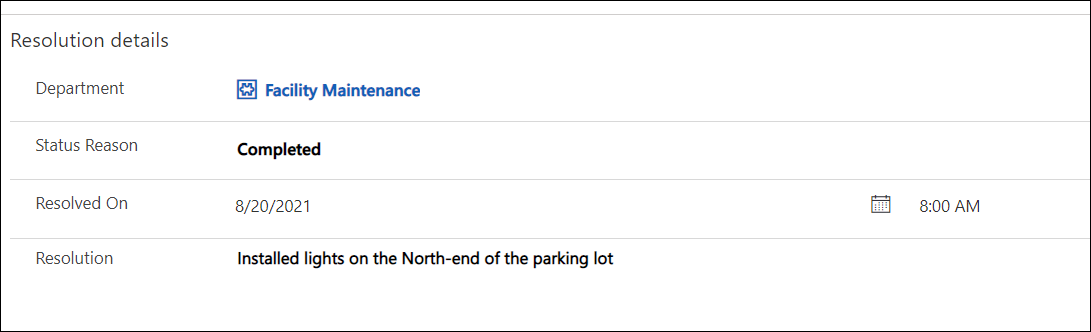 Resolution details
Department Facility Maintenance
Status Reason Completed
Resolved On 8/20/2021 8:00 AM
Resolution Installed lights on the North-end of the parking lot